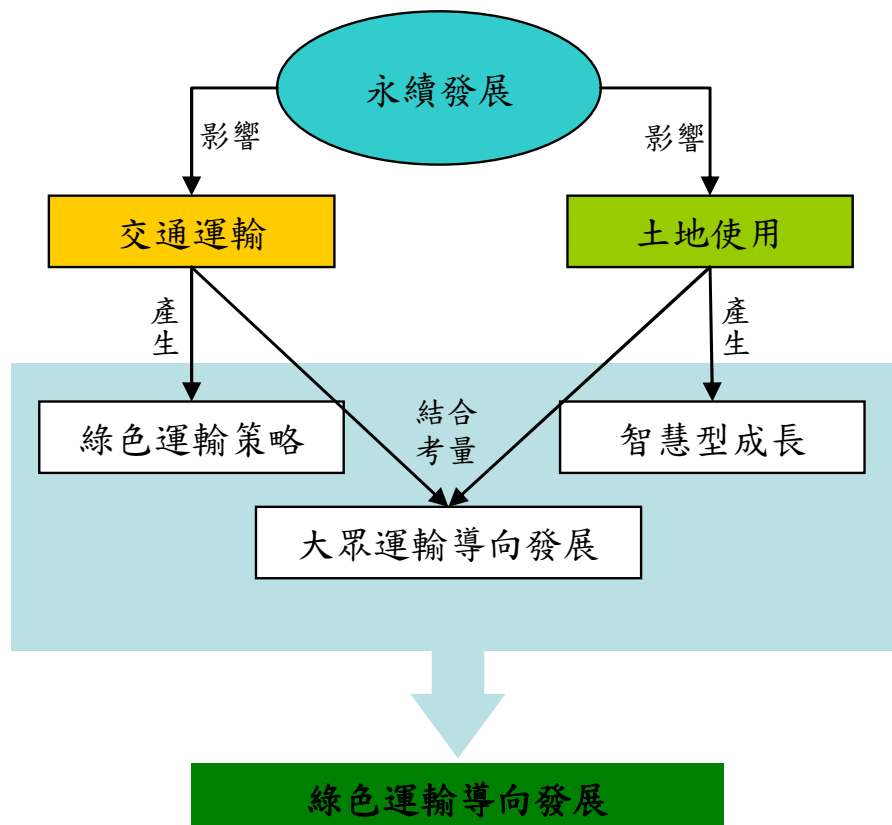 永續發展
影響
影響
交通運輸
土地使用
產
生
產
生
綠色運輸策略
結合
考量
智慧型成長
大眾運輸導向發展
綠色運輸導向發展